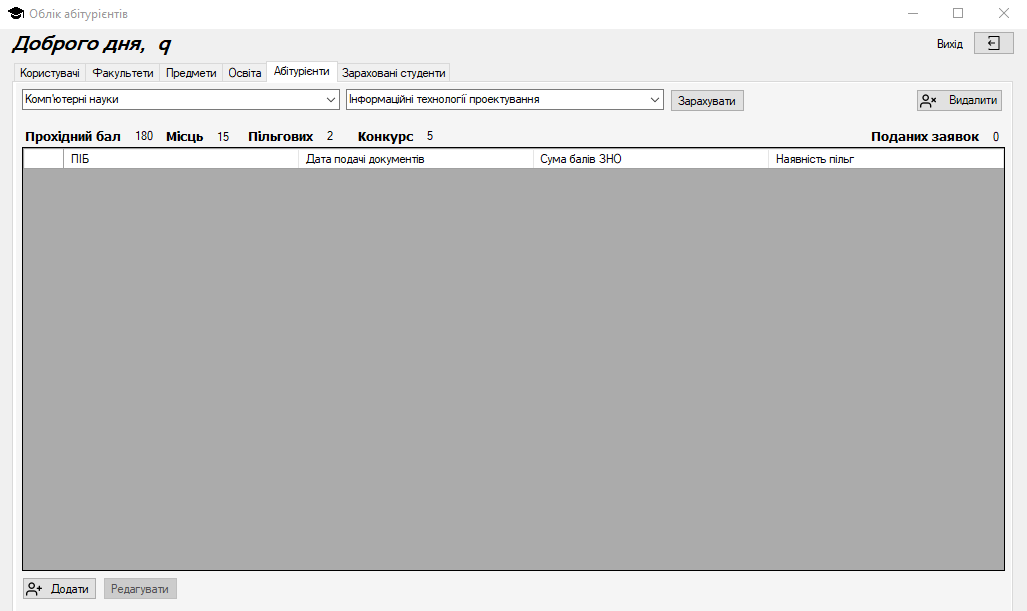 Облік абітурієнтів
Доброго дня, q
Вихід
Користувачі Факультети Предмети Освіта Абітурієнти Зараховані студенти
Комп'ютерні науки Інформаційні технології проектування Зарахувати Видалити
Прохідний бал 180 Місць 15 Пільгових 2 Конкурс 5 Поданих заявок 0
ПІБ Дата подачі документів Сума балів ЗНО Наявність пільг
Додати Редагувати